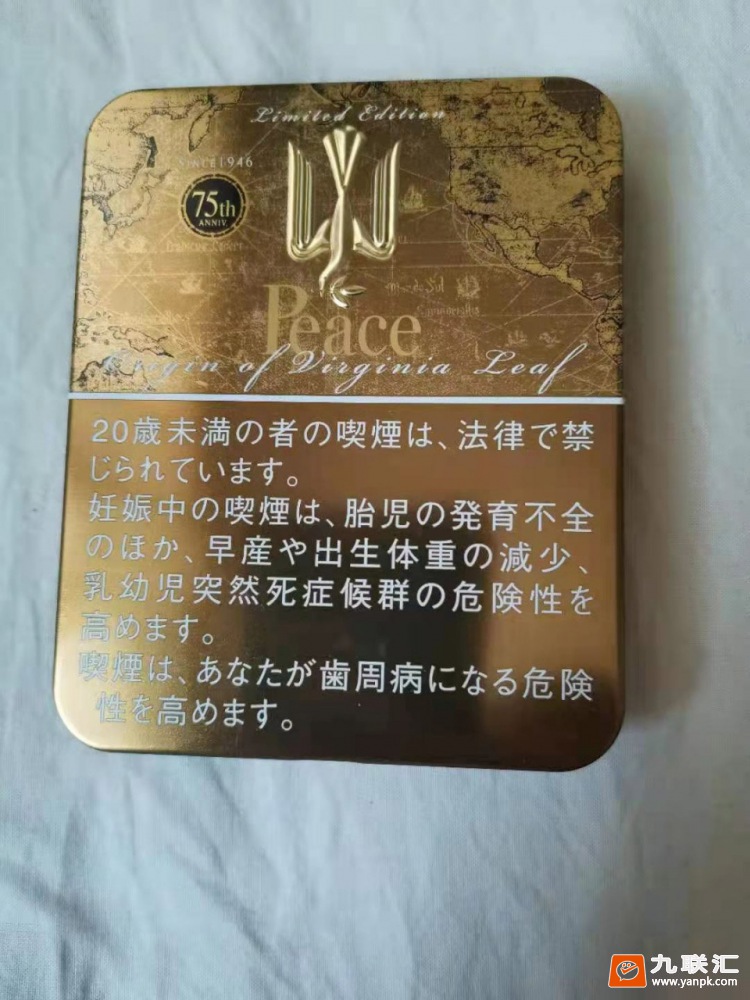 Limited Edition
SINCE 1946
75th
ANNIV.
Peace
Origin of Virginia Leaf
20歳未満の者の喫煙は、法律で禁
じられています。
妊娠中の喫煙は、胎児の発育不全
のほか、早産や出生体重の減少、
乳幼児突然死症候群の危険性を
高めます。
喫煙は、あなたが歯周病になる危険
性を高めます。
九联汇
www.yanpk.com